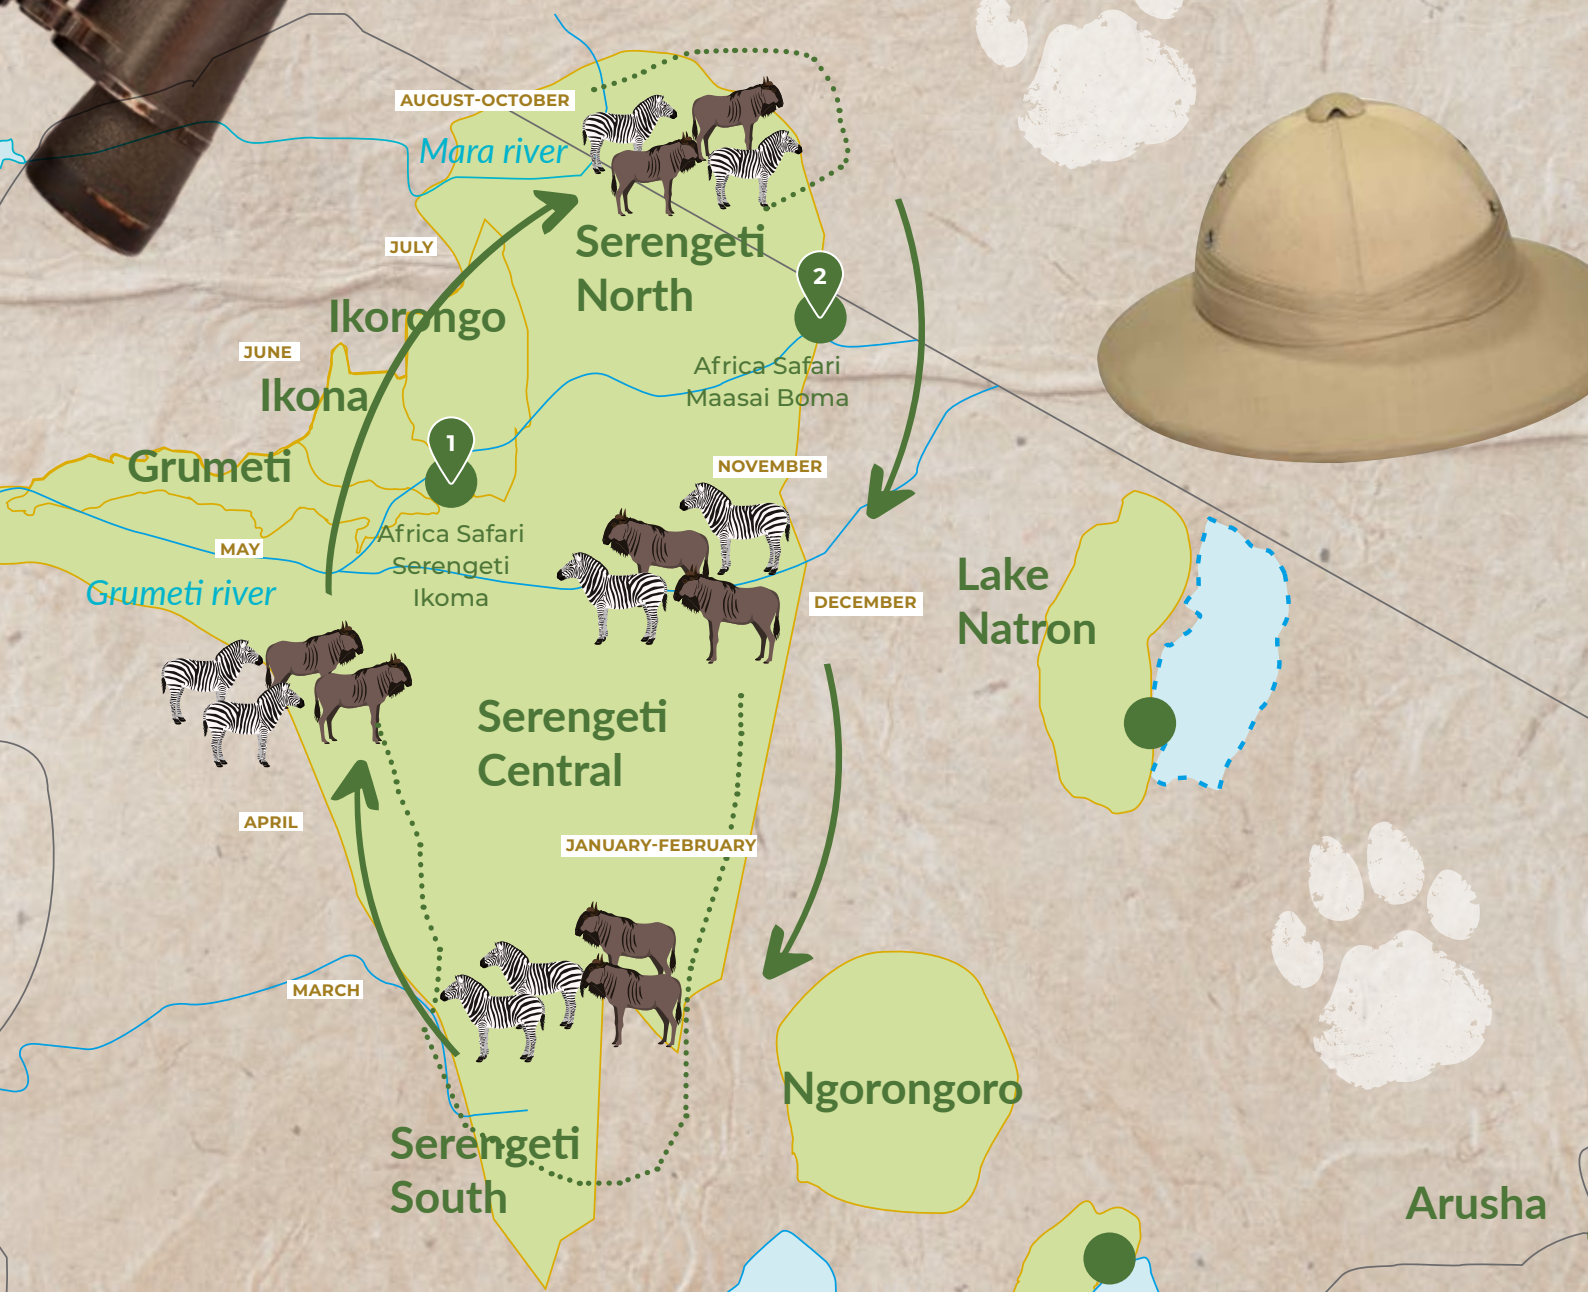 AUGUST-OCTOBER
Mara river
JULY
Serengeti
North
2
Ikorongo
JUNE
Africa Safari
Maasai Boma
Ikona
1
Grumeti
NOVEMBER
Africa Safari
Serengeti
Ikoma
MAY
Grumeti river
Lake
Natron
DECEMBER
Serengeti
Central
APRIL
JANUARY-FEBRUARY
MARCH
Ngorongoro
Serengeti
South
Arusha